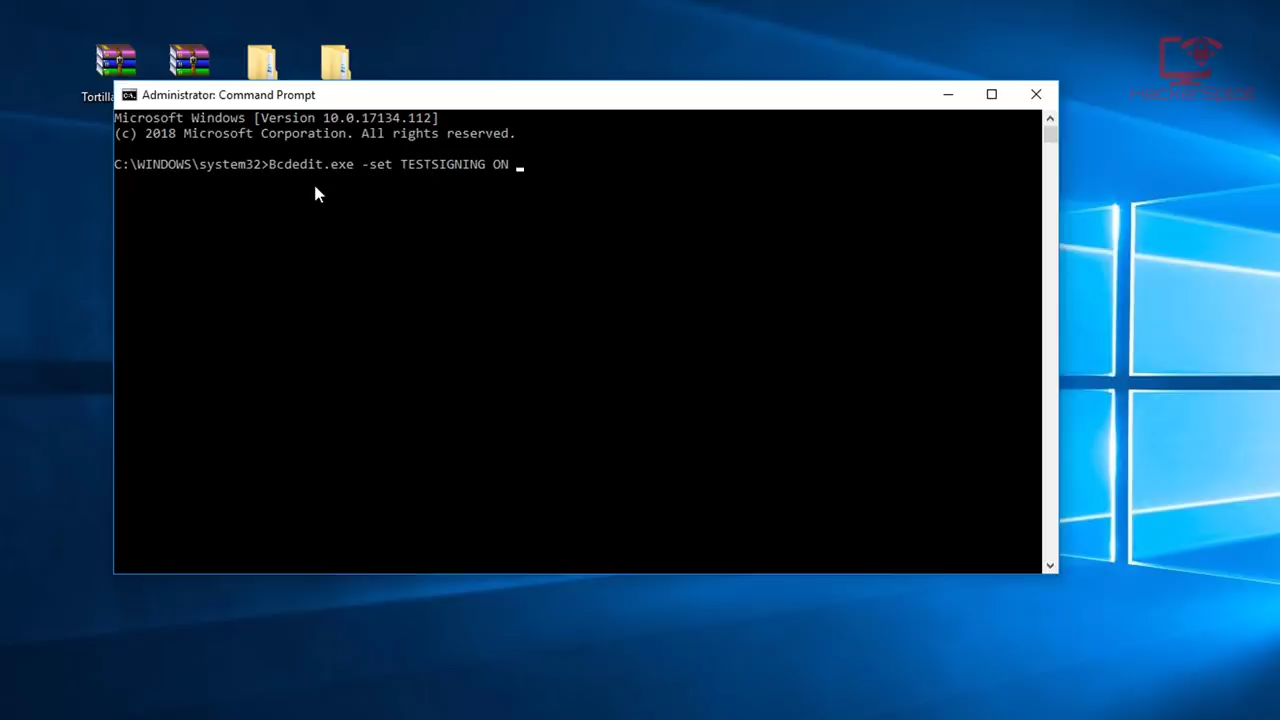 HackerSpace
Tortilla
Administrator: Command Prompt
Microsoft Windows [Version 10.0.17134.112]
(c) 2018 Microsoft Corporation. All rights reserved.
C:\WINDOWS\system32>Bcdedit.exe -set TESTSIGNING ON